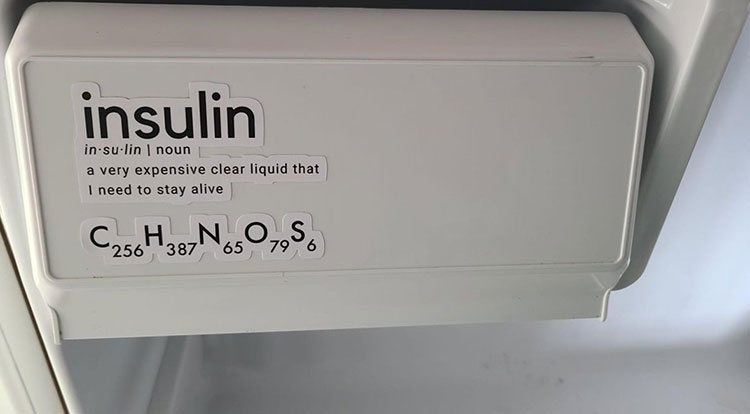 insulin
in·su·lin | noun
a very expensive clear liquid that
I need to stay alive
C₂₅₆H₃₈₇N₆₅O₇₉S₆